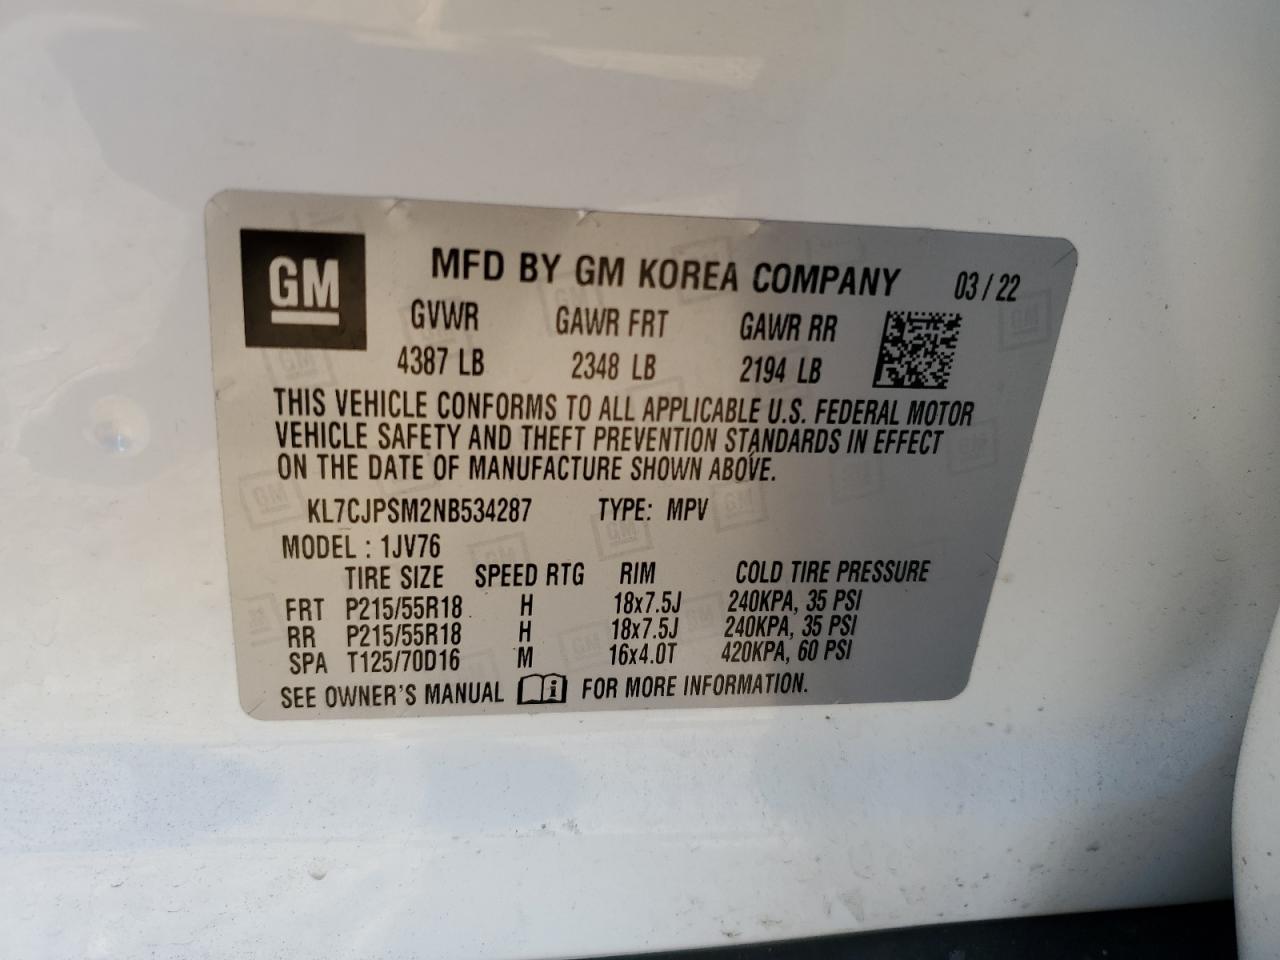 GM MFD BY GM KOREA COMPANY 03/22
GVWR GAWR FRT GAWR RR
4387 LB 2348 LB 2194 LB
THIS VEHICLE CONFORMS TO ALL APPLICABLE U.S. FEDERAL MOTOR
VEHICLE SAFETY AND THEFT PREVENTION STANDARDS IN EFFECT
ON THE DATE OF MANUFACTURE SHOWN ABOVE.
KL7CJPSM2NB534287 TYPE: MPV
MODEL : 1JV76
TIRE SIZE SPEED RTG RIM COLD TIRE PRESSURE
FRT P215/55R18 H 18x7.5J 240KPA, 35 PSI
RR P215/55R18 H 18x7.5J 240KPA, 35 PSI
SPA T125/70D16 M 16x4.0T 420KPA, 60 PSI
SEE OWNER'S MANUAL i FOR MORE INFORMATION.